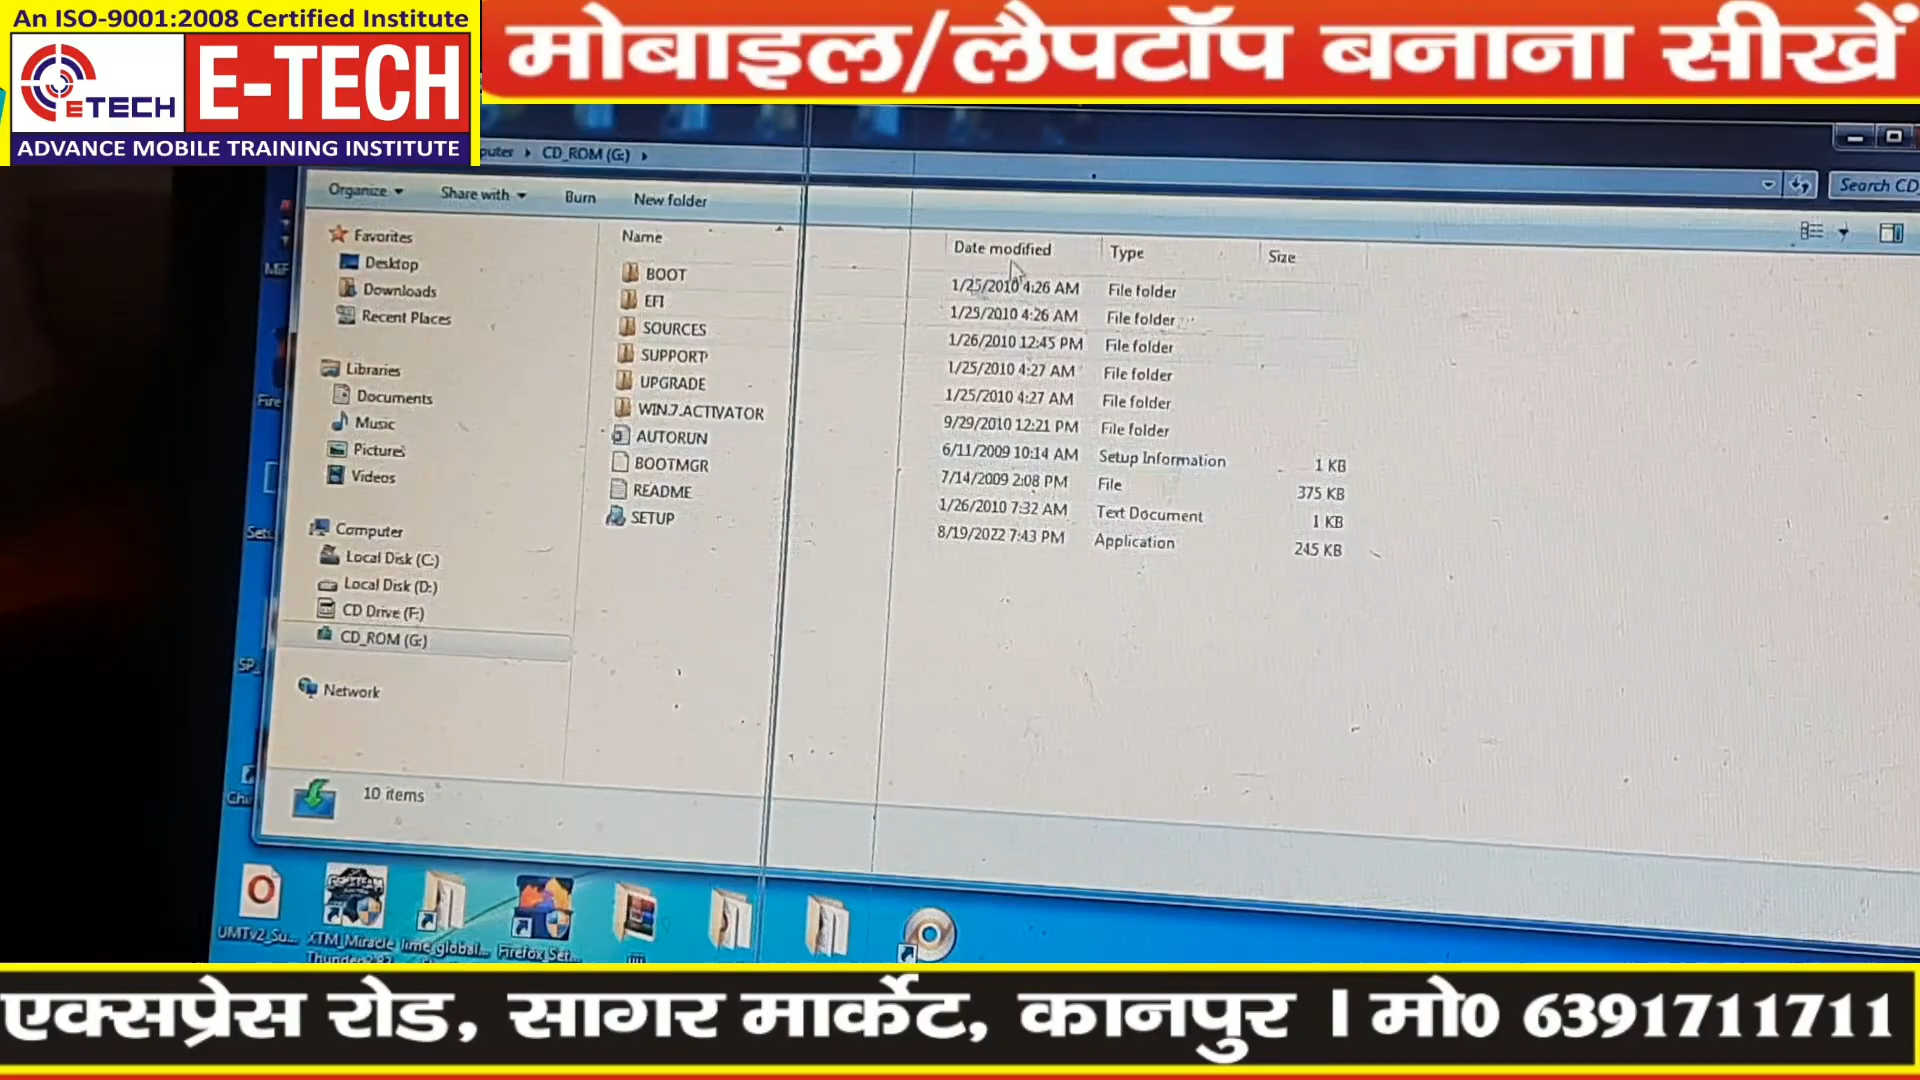 An ISO-9001:2008 Certified Institute
eTECH
E-TECH
ADVANCE MOBILE TRAINING INSTITUTE
मोबाइल/लैपटॉप बनाना सीखें
CD_ROM (G:)
Search CD
Organize Share with Burn New folder
Favorites
Desktop
Downloads
Recent Places
Libraries
Documents
Music
Pictures
Videos
Computer
Local Disk (C:)
Local Disk (D:)
CD Drive (F:)
CD_ROM (G:)
Network
Name Date modified Type Size
BOOT 1/25/2010 4:26 AM File folder
EFI 1/25/2010 4:26 AM File folder
SOURCES 1/26/2010 12:45 PM File folder
SUPPORT 1/25/2010 4:27 AM File folder
UPGRADE 1/25/2010 4:27 AM File folder
WIN.7.ACTIVATOR 9/29/2010 12:21 PM File folder
AUTORUN 6/11/2009 10:14 AM Setup Information 1 KB
BOOTMGR 7/14/2009 2:08 PM File 375 KB
README 1/26/2010 7:32 AM Text Document 1 KB
SETUP 8/19/2022 7:43 PM Application 245 KB
10 items
UMTv2_Su... XTM_Miracle lime_global... Firefox Set...
एक्सप्रेस रोड, सागर मार्केट, कानपुर । मो0 6391711711